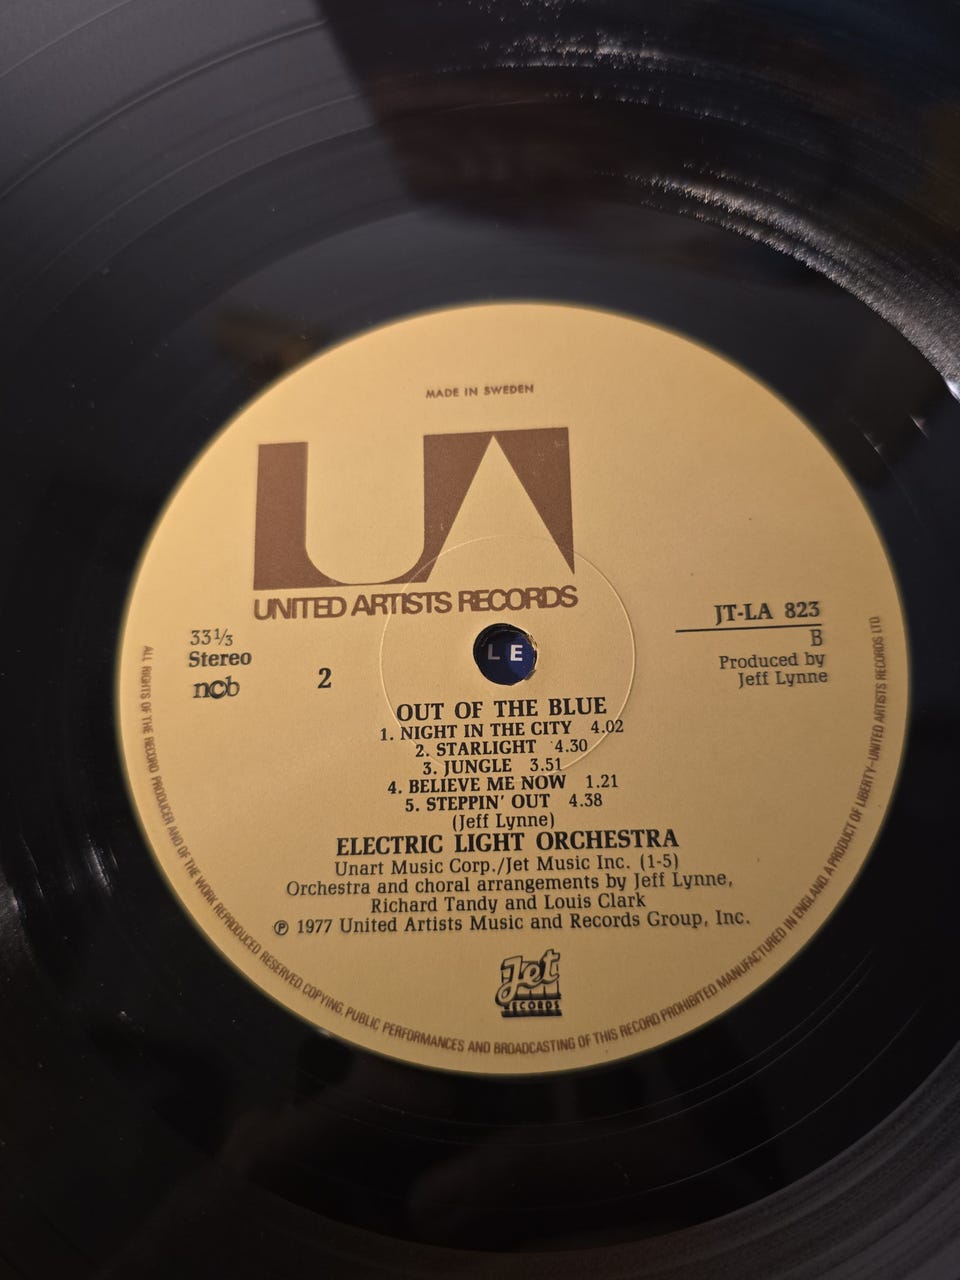 MADE IN SWEDEN
UA
UNITED ARTISTS RECORDS
33⅓
Stereo
ncb
2
JT-LA 823
B
Produced by
Jeff Lynne
L E
OUT OF THE BLUE
1. NIGHT IN THE CITY 4.02
2. STARLIGHT 4.30
3. JUNGLE 3.51
4. BELIEVE ME NOW 1.21
5. STEPPIN' OUT 4.38
(Jeff Lynne)
ELECTRIC LIGHT ORCHESTRA
Unart Music Corp./Jet Music Inc. (1-5)
Orchestra and choral arrangements by Jeff Lynne,
Richard Tandy and Louis Clark
℗ 1977 United Artists Music and Records Group, Inc.
Jet
RECORDS
ALL RIGHTS OF THE RECORD PRODUCER AND OF THE WORK REPRODUCED RESERVED COPYING, PUBLIC PERFORMANCES AND BROADCASTING OF THIS RECORD PROHIBITED MANUFACTURED IN ENGLAND. A PRODUCT OF LIBERTY—UNITED ARTISTS RECORDS LTD.